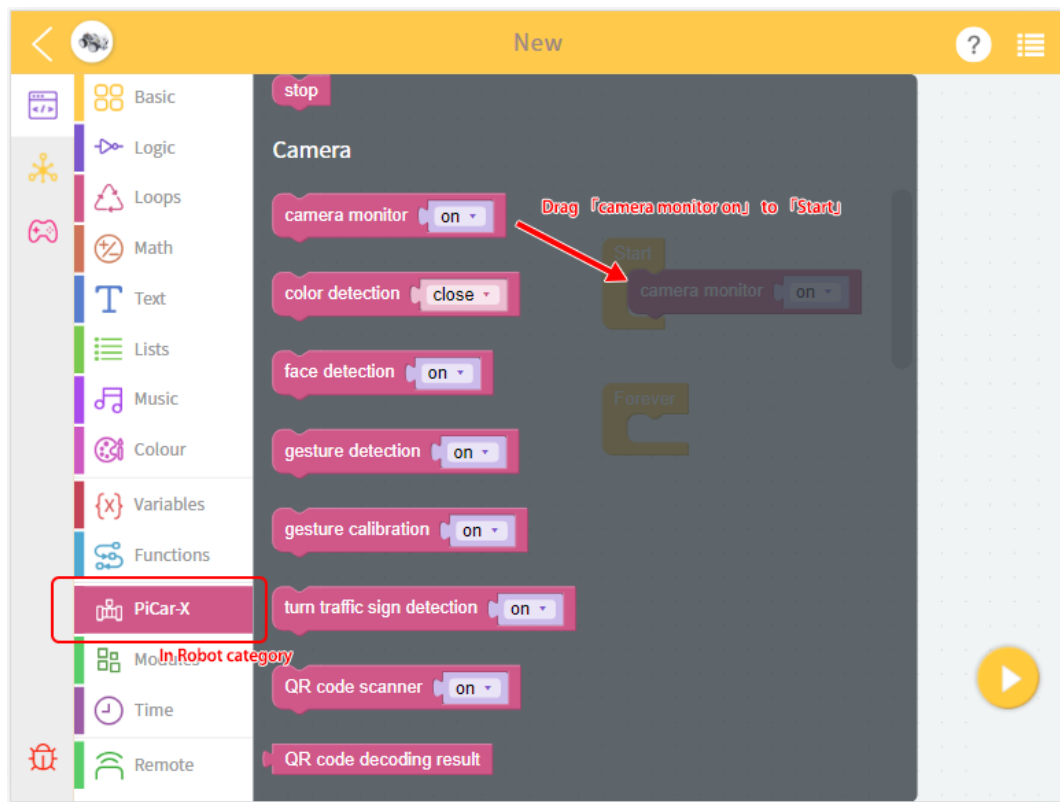 New
?
Basic
Logic
Loops
Math
Text
Lists
Music
Colour
{x} Variables
Functions
PiCar-X
In Robot category
Modules
Time
Remote
stop
Camera
camera monitor on
color detection close
face detection on
gesture detection on
gesture calibration on
turn traffic sign detection on
QR code scanner on
QR code decoding result
Drag 「camera monitor on」 to 「Start」
Start
camera monitor on
Forever